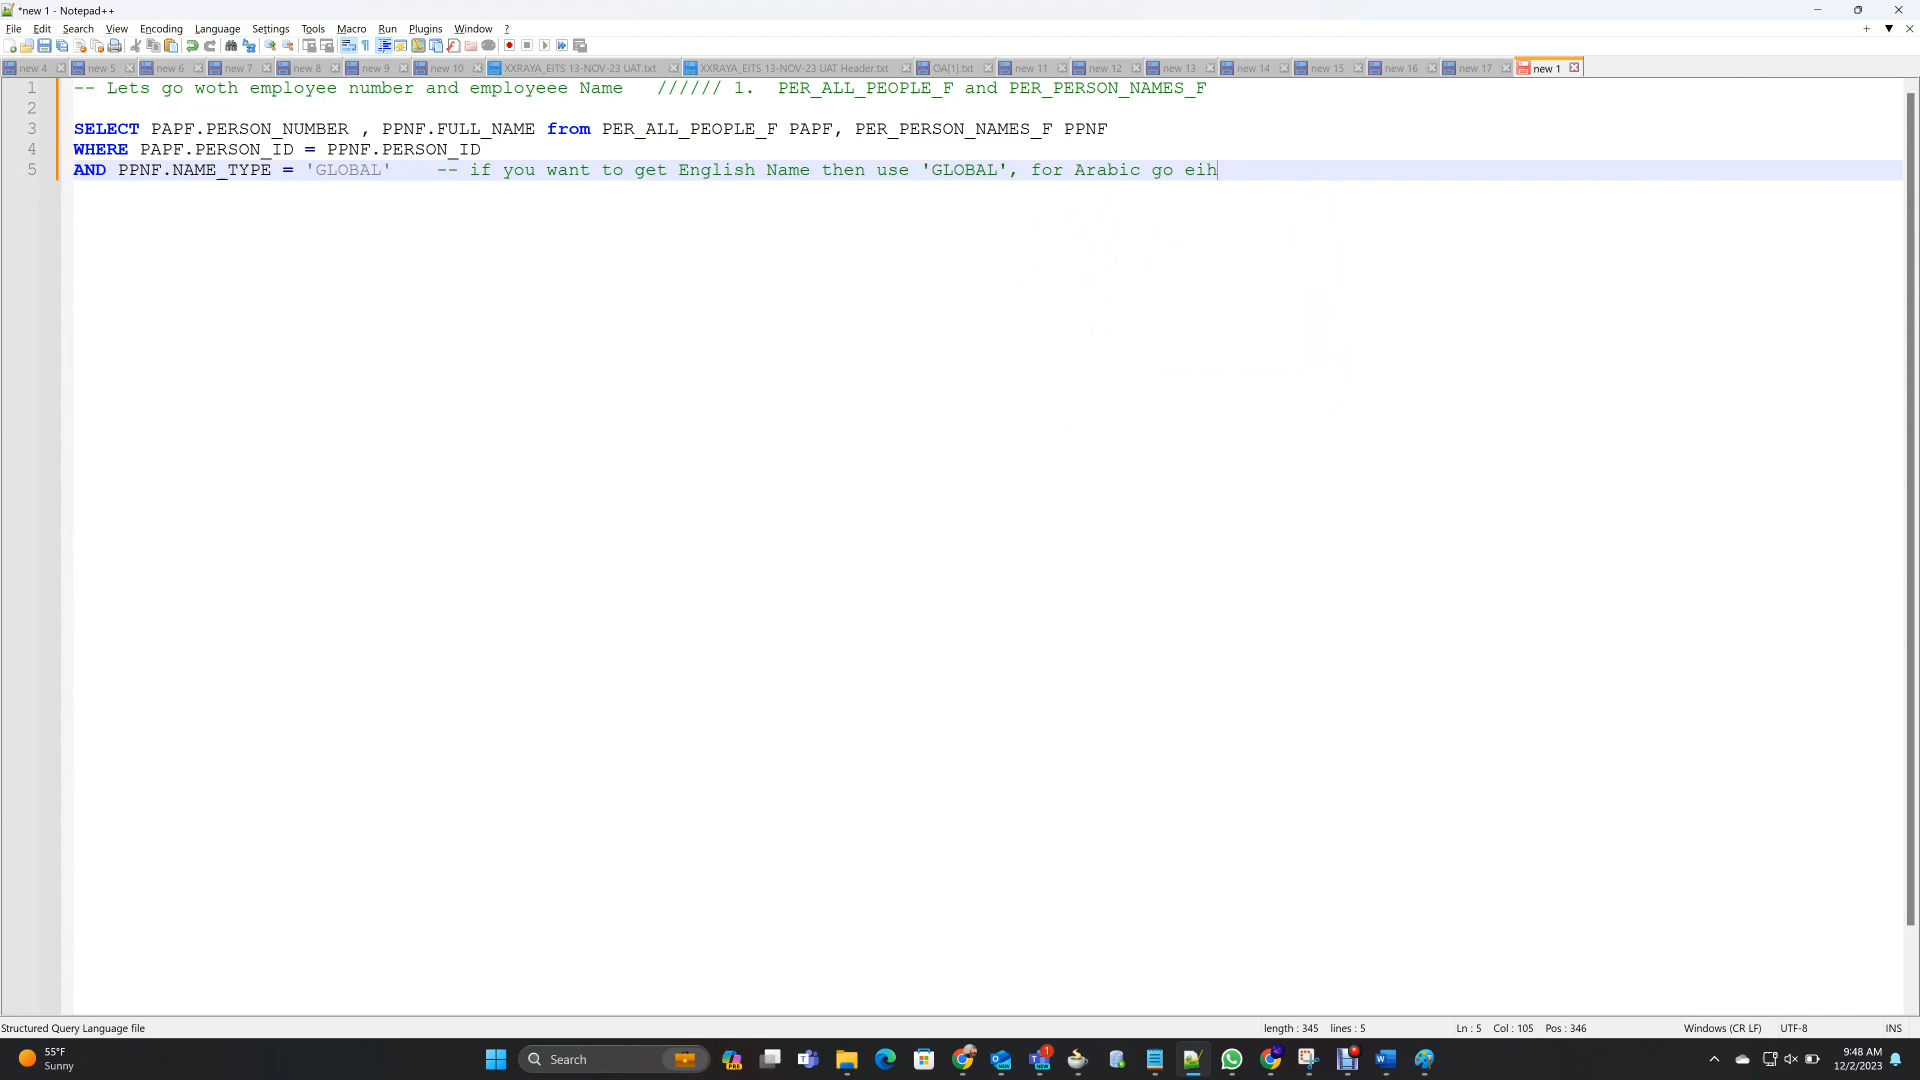 *new 1 - Notepad++
File Edit Search View Encoding Language Settings Tools Macro Run Plugins Window ?
new 4 new 5 new 6 new 7 new 8 new 9 new 10 XXRAYA_EITS 13-NOV-23 UAT.txt XXRAYA_EITS 13-NOV-23 UAT Header.txt OA[1].txt new 11 new 12 new 13 new 14 new 15 new 16 new 17 new 1
1 -- Lets go woth employee number and employeee Name ////// 1. PER_ALL_PEOPLE_F and PER_PERSON_NAMES_F
2
3 SELECT PAPF.PERSON_NUMBER , PPNF.FULL_NAME from PER_ALL_PEOPLE_F PAPF, PER_PERSON_NAMES_F PPNF
4 WHERE PAPF.PERSON_ID = PPNF.PERSON_ID
5 AND PPNF.NAME_TYPE = 'GLOBAL' -- if you want to get English Name then use 'GLOBAL', for Arabic go eih
Structured Query Language file length : 345 lines : 5 Ln : 5 Col : 105 Pos : 346 Windows (CR LF) UTF-8 INS
55°F
Sunny
Search
PRE
NEW
NEW
1
9:48 AM
12/2/2023